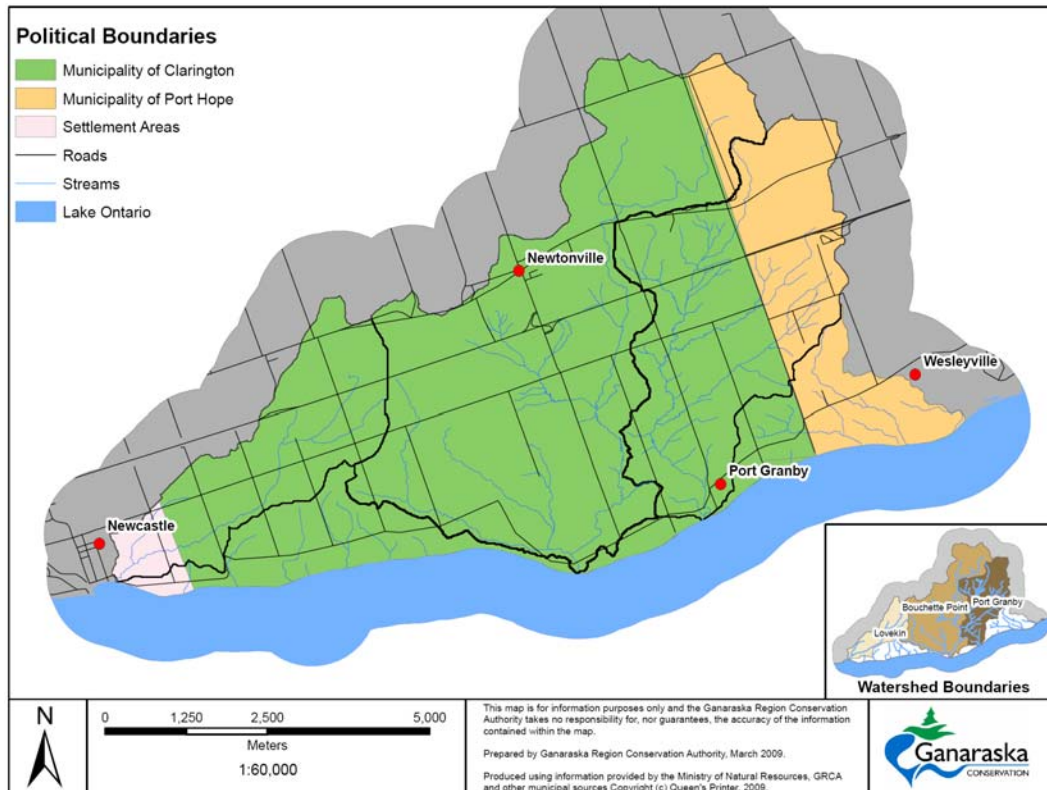 Political Boundaries
Municipality of Clarington
Municipality of Port Hope
Settlement Areas
Roads
Streams
Lake Ontario
Newtonville
Wesleyville
Port Granby
Newcastle
Bouchette Point
Port Granby
Lovekin
Watershed Boundaries
N
0 1,250 2,500 5,000
Meters
1:60,000
This map is for information purposes only and the Ganaraska Region Conservation
Authority takes no responsibility for, nor guarantees, the accuracy of the information
contained within the map.
Prepared by Ganaraska Region Conservation Authority, March 2009.
Produced using information provided by the Ministry of Natural Resources, GRCA
and other municipal sources Copyright (c) Queen's Printer, 2009.
Ganaraska
CONSERVATION